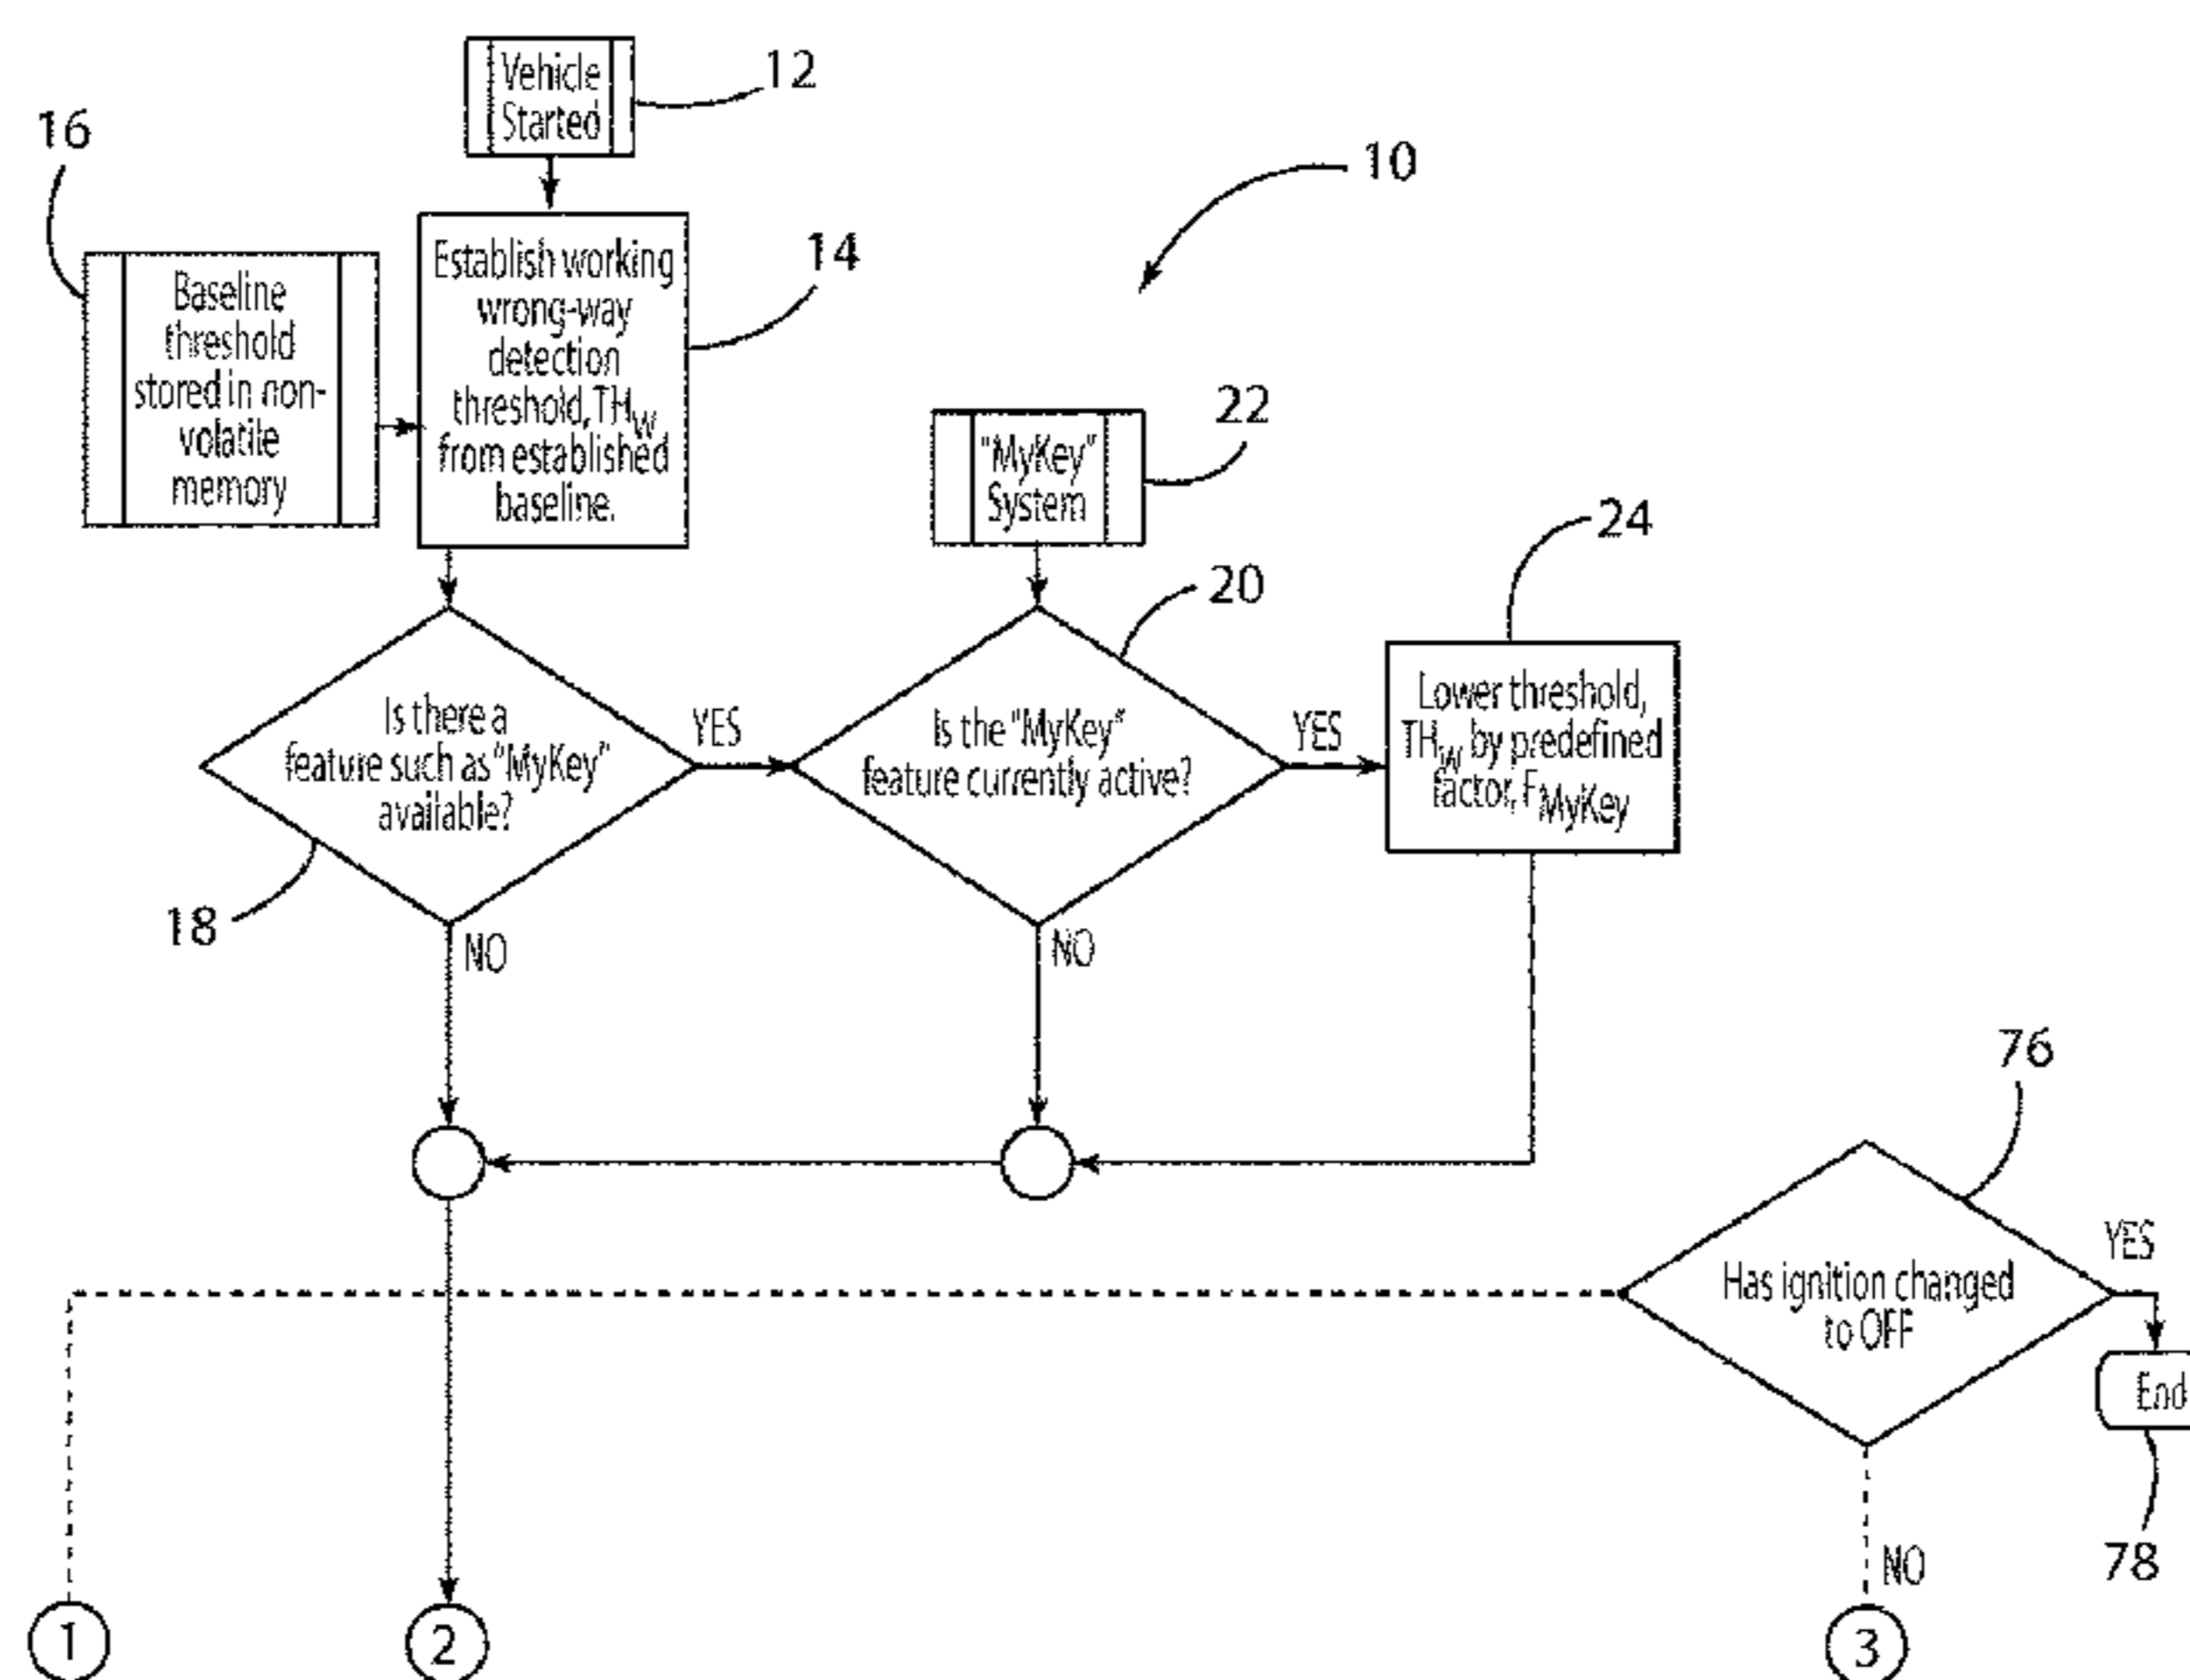 Vehicle
Started
12
16
10
Baseline
threshold
stored in non-
volatile
memory
Establish working
wrong-way
detection
threshold, THW
from established
baseline.
14
"MyKey"
System
22
20
24
Is there a
feature such as "MyKey"
available?
YES
Is the "MyKey"
feature currently active?
YES
Lower threshold,
THW by predefined
factor, FMyKey
18
NO
NO
76
Has ignition changed
to OFF
YES
End
78
NO
1
2
3